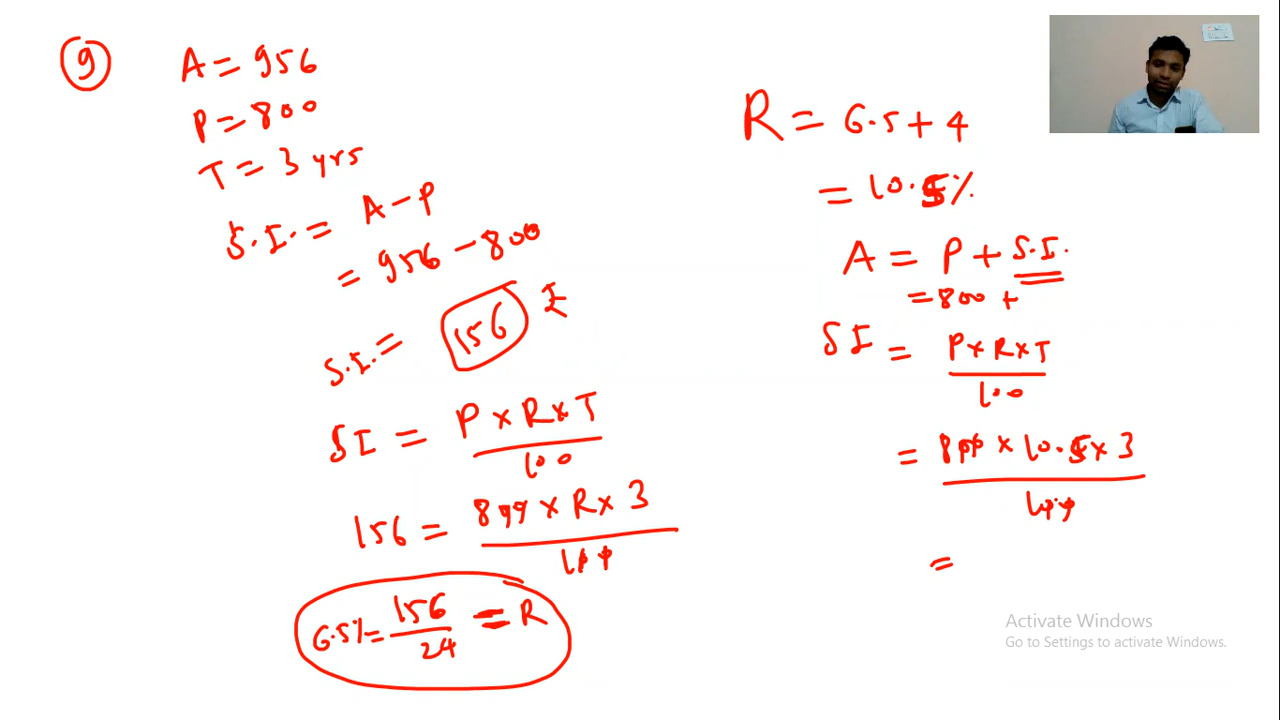 9
A = 956
P = 800
T = 3 yrs
S.I. = A - P
= 956 - 800
S.I. = 156 ₹
SI = P × R × T / 100
156 = 800 × R × 3 / 100
6.5% = 156 / 24 = R
R = 6.5 + 4
= 10.5%
A = P + S.I.
= 800 +
SI = P × R × T / 100
= 800 × 10.5 × 3 / 100
=
Activate Windows
Go to Settings to activate Windows.